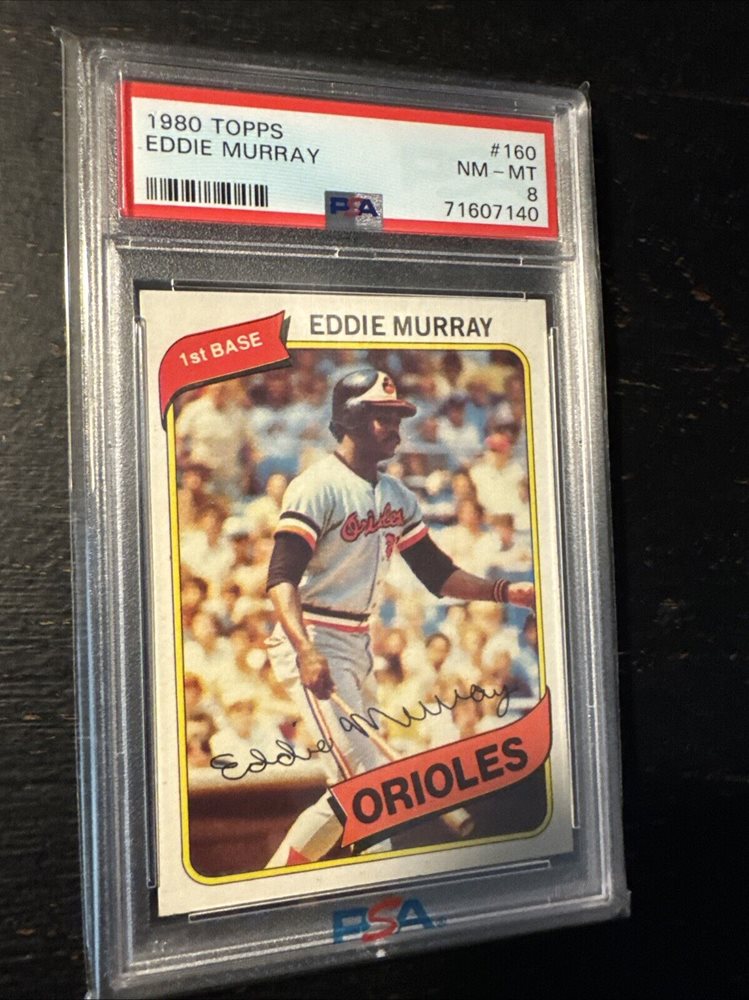 1980 TOPPS
#160
EDDIE MURRAY
NM - MT
8
PSA
71607140
EDDIE MURRAY
1st BASE
Orioles
Eddie Murray
ORIOLES
PSA